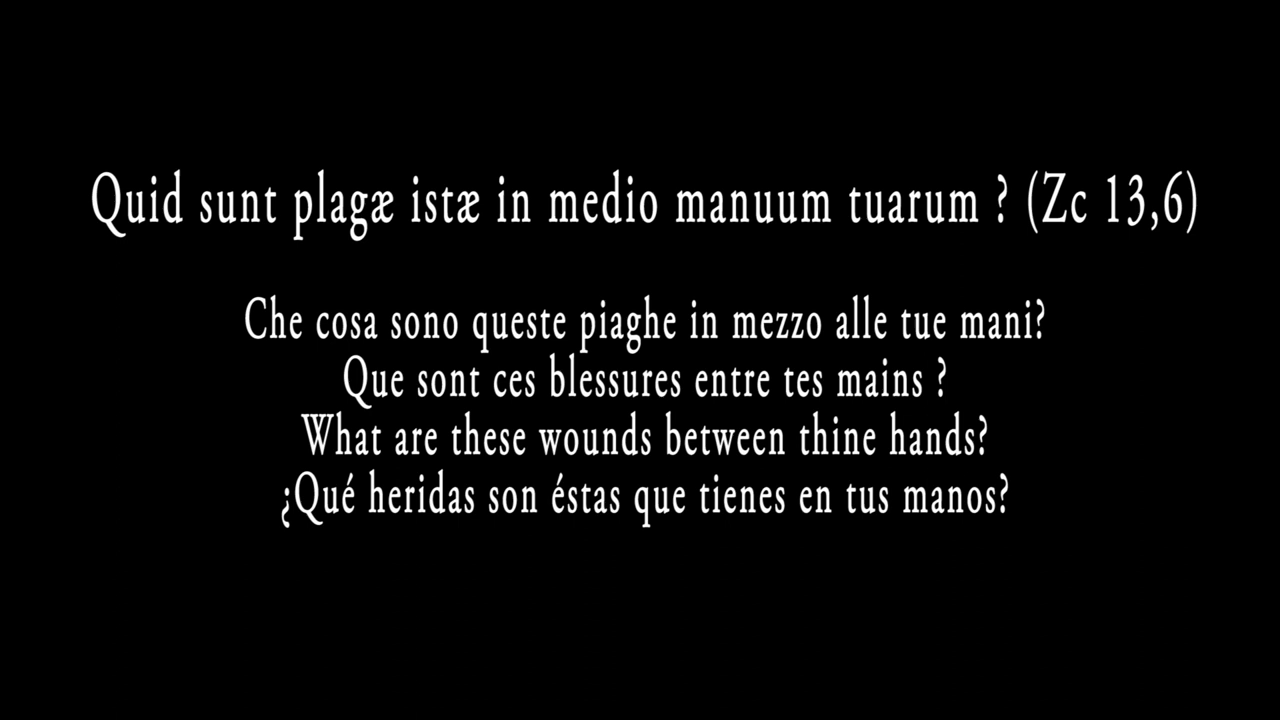 Quid sunt plagæ istæ in medio manuum tuarum ? (Zc 13,6)
Che cosa sono queste piaghe in mezzo alle tue mani?
Que sont ces blessures entre tes mains ?
What are these wounds between thine hands?
¿Qué heridas son éstas que tienes en tus manos?